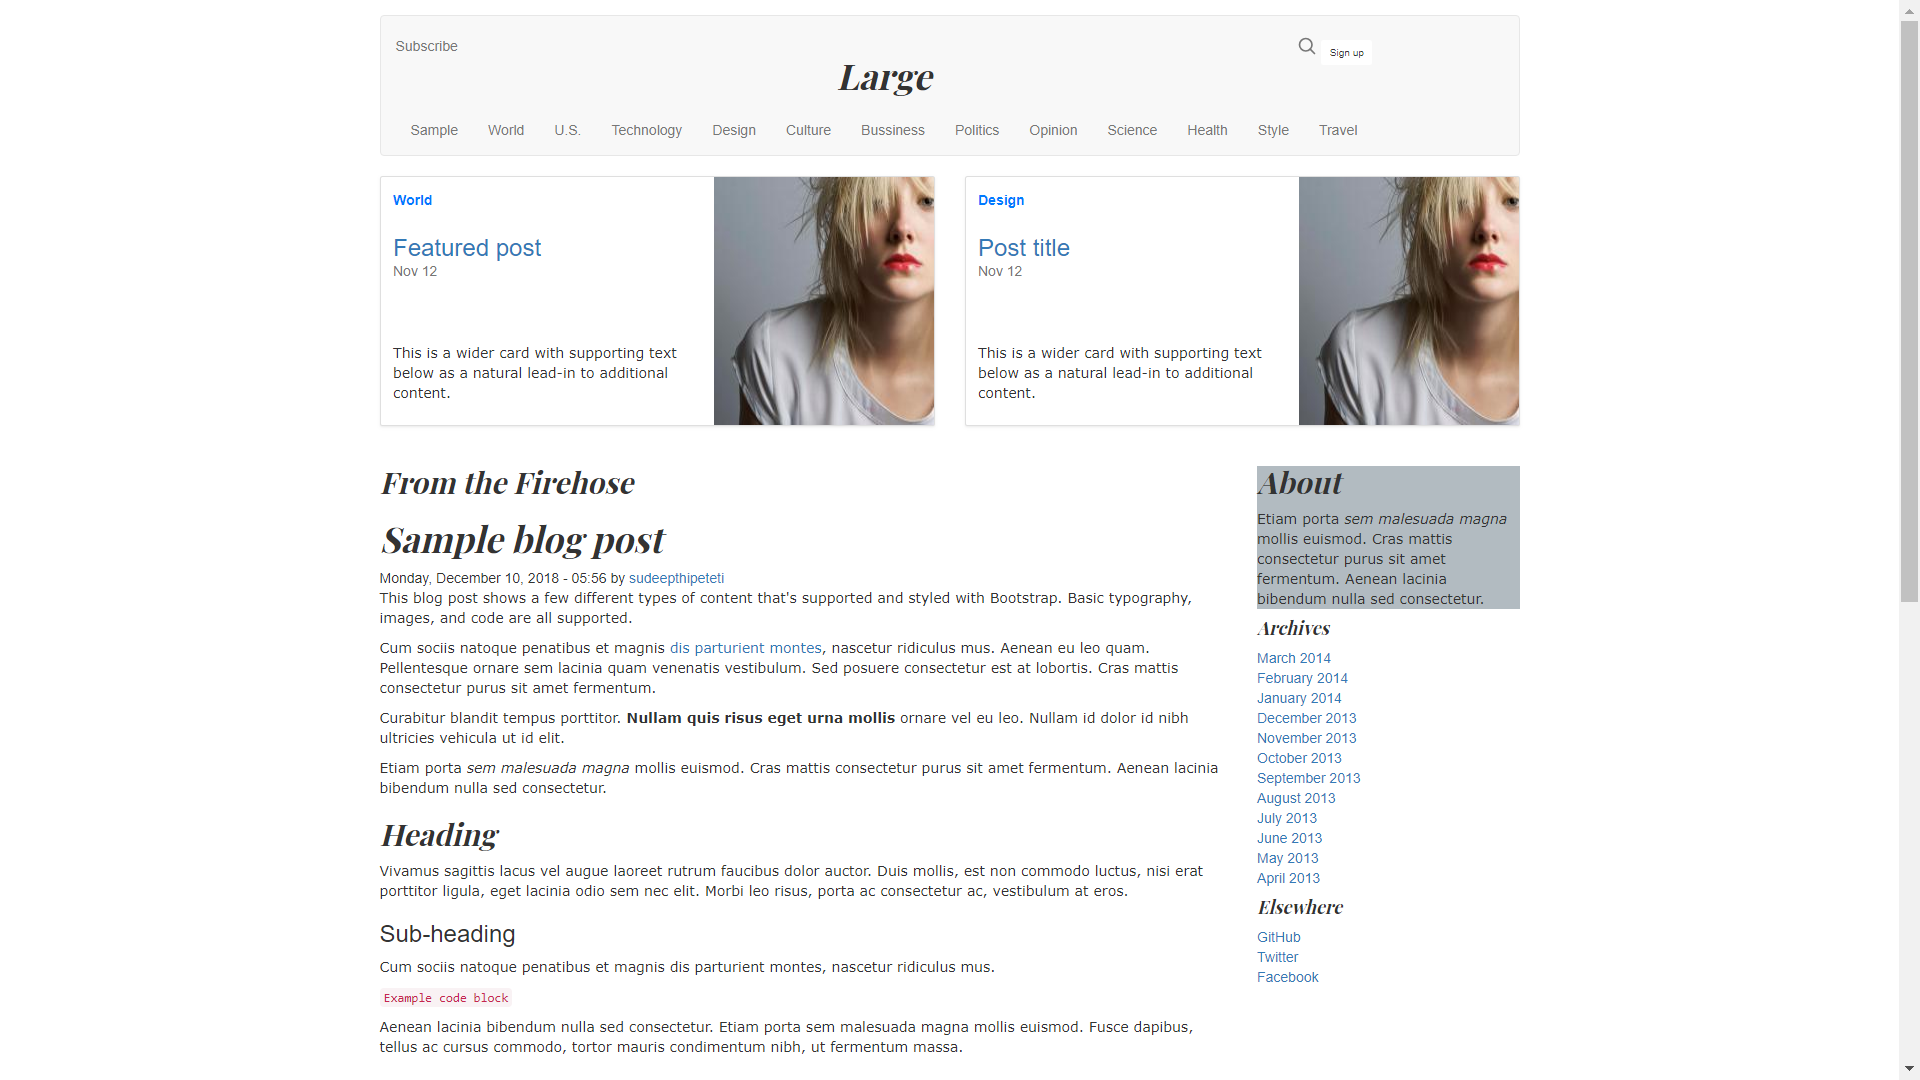 Subscribe
Sign up
Large
Sample World U.S. Technology Design Culture Bussiness Politics Opinion Science Health Style Travel
World
Featured post
Nov 12
This is a wider card with supporting text
below as a natural lead-in to additional
content.
Design
Post title
Nov 12
This is a wider card with supporting text
below as a natural lead-in to additional
content.
From the Firehose
Sample blog post
Monday, December 10, 2018 - 05:56 by sudeepthipeteti
This blog post shows a few different types of content that's supported and styled with Bootstrap. Basic typography,
images, and code are all supported.
Cum sociis natoque penatibus et magnis dis parturient montes, nascetur ridiculus mus. Aenean eu leo quam.
Pellentesque ornare sem lacinia quam venenatis vestibulum. Sed posuere consectetur est at lobortis. Cras mattis
consectetur purus sit amet fermentum.
Curabitur blandit tempus porttitor. Nullam quis risus eget urna mollis ornare vel eu leo. Nullam id dolor id nibh
ultricies vehicula ut id elit.
Etiam porta sem malesuada magna mollis euismod. Cras mattis consectetur purus sit amet fermentum. Aenean lacinia
bibendum nulla sed consectetur.
Heading
Vivamus sagittis lacus vel augue laoreet rutrum faucibus dolor auctor. Duis mollis, est non commodo luctus, nisi erat
porttitor ligula, eget lacinia odio sem nec elit. Morbi leo risus, porta ac consectetur ac, vestibulum at eros.
Sub-heading
Cum sociis natoque penatibus et magnis dis parturient montes, nascetur ridiculus mus.
Example code block
Aenean lacinia bibendum nulla sed consectetur. Etiam porta sem malesuada magna mollis euismod. Fusce dapibus,
tellus ac cursus commodo, tortor mauris condimentum nibh, ut fermentum massa.
About
Etiam porta sem malesuada magna
mollis euismod. Cras mattis
consectetur purus sit amet
fermentum. Aenean lacinia
bibendum nulla sed consectetur.
Archives
March 2014
February 2014
January 2014
December 2013
November 2013
October 2013
September 2013
August 2013
July 2013
June 2013
May 2013
April 2013
Elsewhere
GitHub
Twitter
Facebook